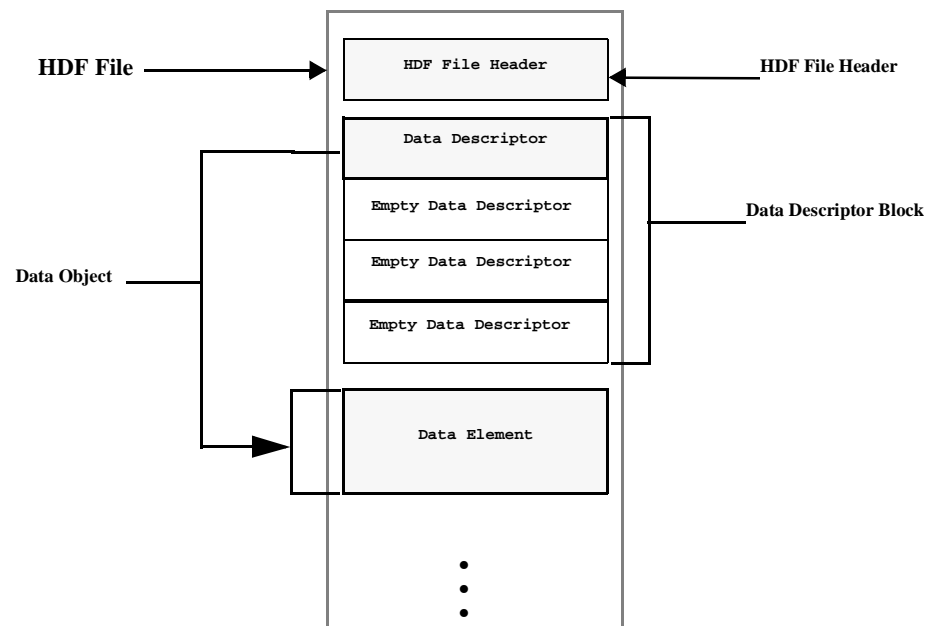 HDF File
HDF File Header
HDF File Header
Data Descriptor
Empty Data Descriptor
Data Descriptor Block
Empty Data Descriptor
Data Object
Empty Data Descriptor
Data Element